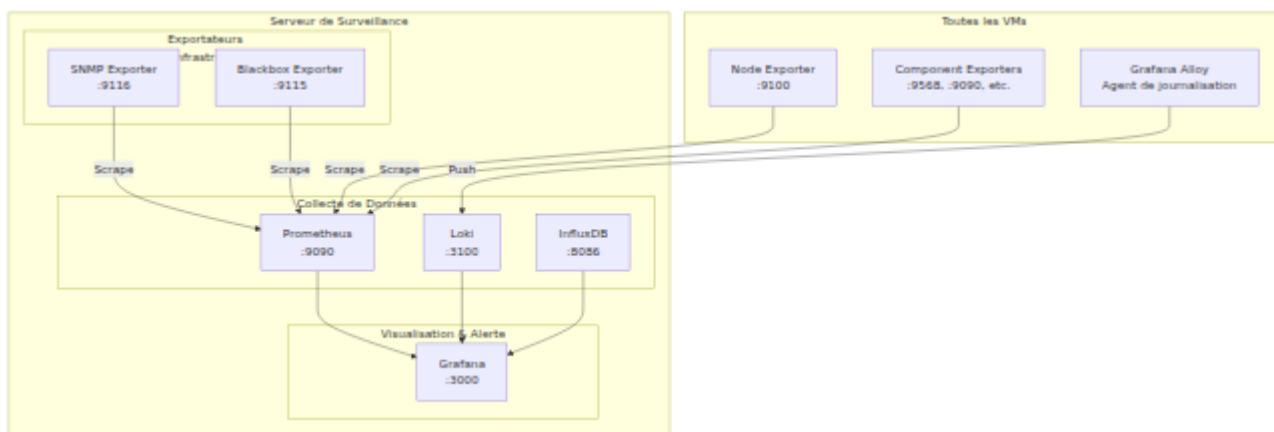 Serveur de Surveillance
Toutes les VMs
Exportateurs
nfrastr
SNMP Exporter
:9116
Blackbox Exporter
:9115
Node Exporter
:9100
Component Exporters
:9568, :9090, etc.
Grafana Alloy
Agent de journalisation
Scrape
Scrape
Scrape
Scrape
Push
Collecte de Données
Prometheus
:9090
Loki
:3100
InfluxDB
:8086
Visualisation & Alerte
Grafana
:3000